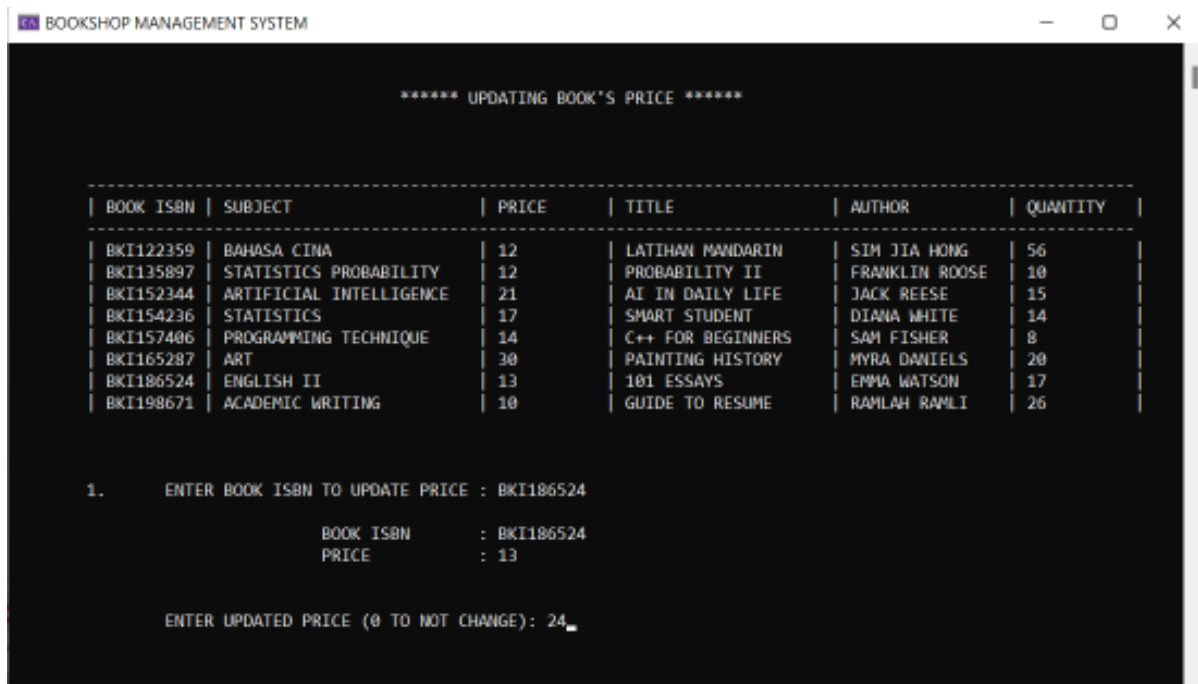 BOOKSHOP MANAGEMENT SYSTEM
****** UPDATING BOOK'S PRICE ******
| BOOK ISBN | SUBJECT | PRICE | TITLE | AUTHOR | QUANTITY |
| BKI122359 | BAHASA CINA | 12 | LATIHAN MANDARIN | SIM JIA HONG | 56 |
| BKI135897 | STATISTICS PROBABILITY | 12 | PROBABILITY II | FRANKLIN ROOSE | 10 |
| BKI152344 | ARTIFICIAL INTELLIGENCE | 21 | AI IN DAILY LIFE | JACK REESE | 15 |
| BKI154236 | STATISTICS | 17 | SMART STUDENT | DIANA WHITE | 14 |
| BKI157406 | PROGRAMMING TECHNIQUE | 14 | C++ FOR BEGINNERS | SAM FISHER | 8 |
| BKI165287 | ART | 30 | PAINTING HISTORY | MYRA DANIELS | 20 |
| BKI186524 | ENGLISH II | 13 | 101 ESSAYS | EMMA WATSON | 17 |
| BKI198671 | ACADEMIC WRITING | 10 | GUIDE TO RESUME | RAMLAH RAMLI | 26 |
1. ENTER BOOK ISBN TO UPDATE PRICE : BKI186524
BOOK ISBN : BKI186524
PRICE : 13
ENTER UPDATED PRICE (0 TO NOT CHANGE): 24